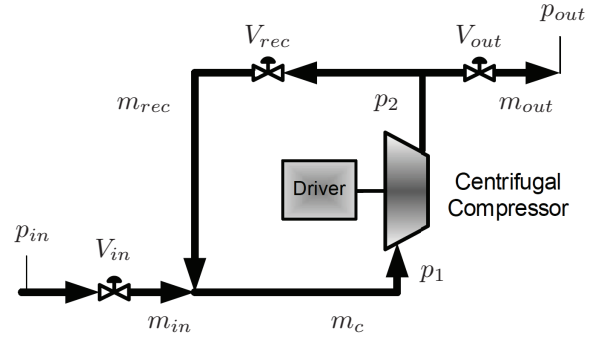 p_out
V_rec
V_out
m_rec
p_2
m_out
Driver
Centrifugal
Compressor
p_in
V_in
p_1
m_in
m_c